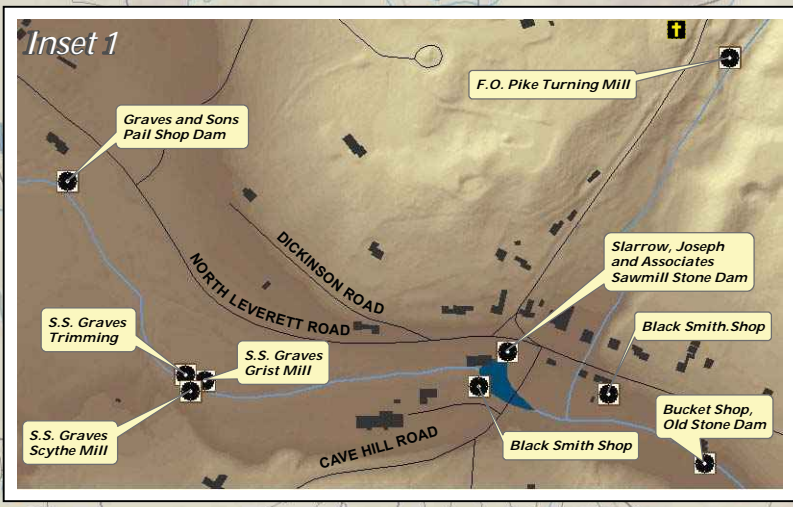 Inset 1
F.O. Pike Turning Mill
Graves and Sons
Pail Shop Dam
DICKINSON ROAD
NORTH LEVERETT ROAD
Slarrow, Joseph
and Associates
Sawmill Stone Dam
S.S. Graves
Trimming
S.S. Graves
Grist Mill
Black Smith.Shop
S.S. Graves
Scythe Mill
CAVE HILL ROAD
Black Smith Shop
Bucket Shop,
Old Stone Dam